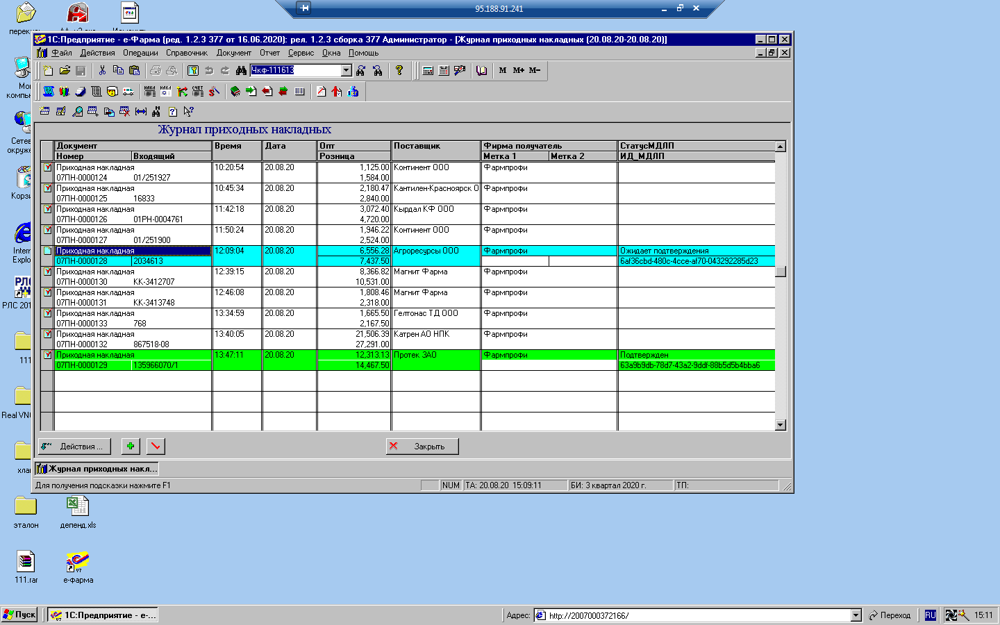 95.188.91.241
1С:Предприятие - е-Фарма (ред. 1.2.3 377 от 16.06.2020): рел. 1.2.3 сборка 377 Администратор - [Журнал приходных накладных (20.08.20-20.08.20)]
Файл Действия Операции Справочник Документ Отчет Сервис Окна Помощь
Чкф-111613
M M+ M−
НАКЛ НАКЛ СЧЕТ
Журнал приходных накладных
Документ Время Дата Опт Поставщик Фирма получатель СтатусМДЛП
Номер Входящий Розница Метка 1 Метка 2 ИД_МДЛП
Приходная накладная 10:20:54 20.08.20 1,125.00 Континент ООО Фармпрофи
07ПН-0000124 01/251927 1,584.00
Приходная накладная 10:45:34 20.08.20 2,180.47 Кантилен-Красноярск О Фармпрофи
07ПН-0000125 16833 2,840.00
Приходная накладная 11:42:18 20.08.20 3,072.40 Кырдал КФ ООО Фармпрофи
07ПН-0000126 01РН-0004761 4,720.00
Приходная накладная 11:50:24 20.08.20 1,946.22 Континент ООО Фармпрофи
07ПН-0000127 01/251900 2,524.00
Приходная накладная 12:09:04 20.08.20 6,556.28 Агроресурсы ООО Фармпрофи Ожидает подтверждения
07ПН-0000128 2034613 7,437.50 6af36cbd-480c-4cce-af70-043292285d23
Приходная накладная 12:39:15 20.08.20 8,366.82 Магнит Фарма Фармпрофи
07ПН-0000130 КК-3412707 10,531.00
Приходная накладная 12:46:08 20.08.20 1,808.46 Магнит Фарма Фармпрофи
07ПН-0000131 КК-3413748 2,318.00
Приходная накладная 13:34:59 20.08.20 1,665.50 Гелтонас ТД ООО Фармпрофи
07ПН-0000133 768 2,167.50
Приходная накладная 13:40:05 20.08.20 21,506.39 Катрен АО НПК Фармпрофи
07ПН-0000132 867518-08 27,291.00
Приходная накладная 13:47:11 20.08.20 12,313.13 Протек ЗАО Фармпрофи Подтвержден
07ПН-0000129 135966070/1 14,467.50 63a9b9db-78d7-43a2-9ddf-88b5d5b4bba6
Действия ... Закрыть
Журнал приходных накл...
Для получения подсказки нажмите F1 NUM ТА: 20.08.20 15:09:11 БИ: 3 квартал 2020 г. ТП:
Мо
компь
Сетев
окруже
Корзи
Intern
Explo
РЛС
РЛС 201
111
Real VNC
хла
эталон депенд.xls
111.rar е-фарма
Пуск 1С:Предприятие - е-... Адрес: http://2007000372166/ Переход RU 15:11